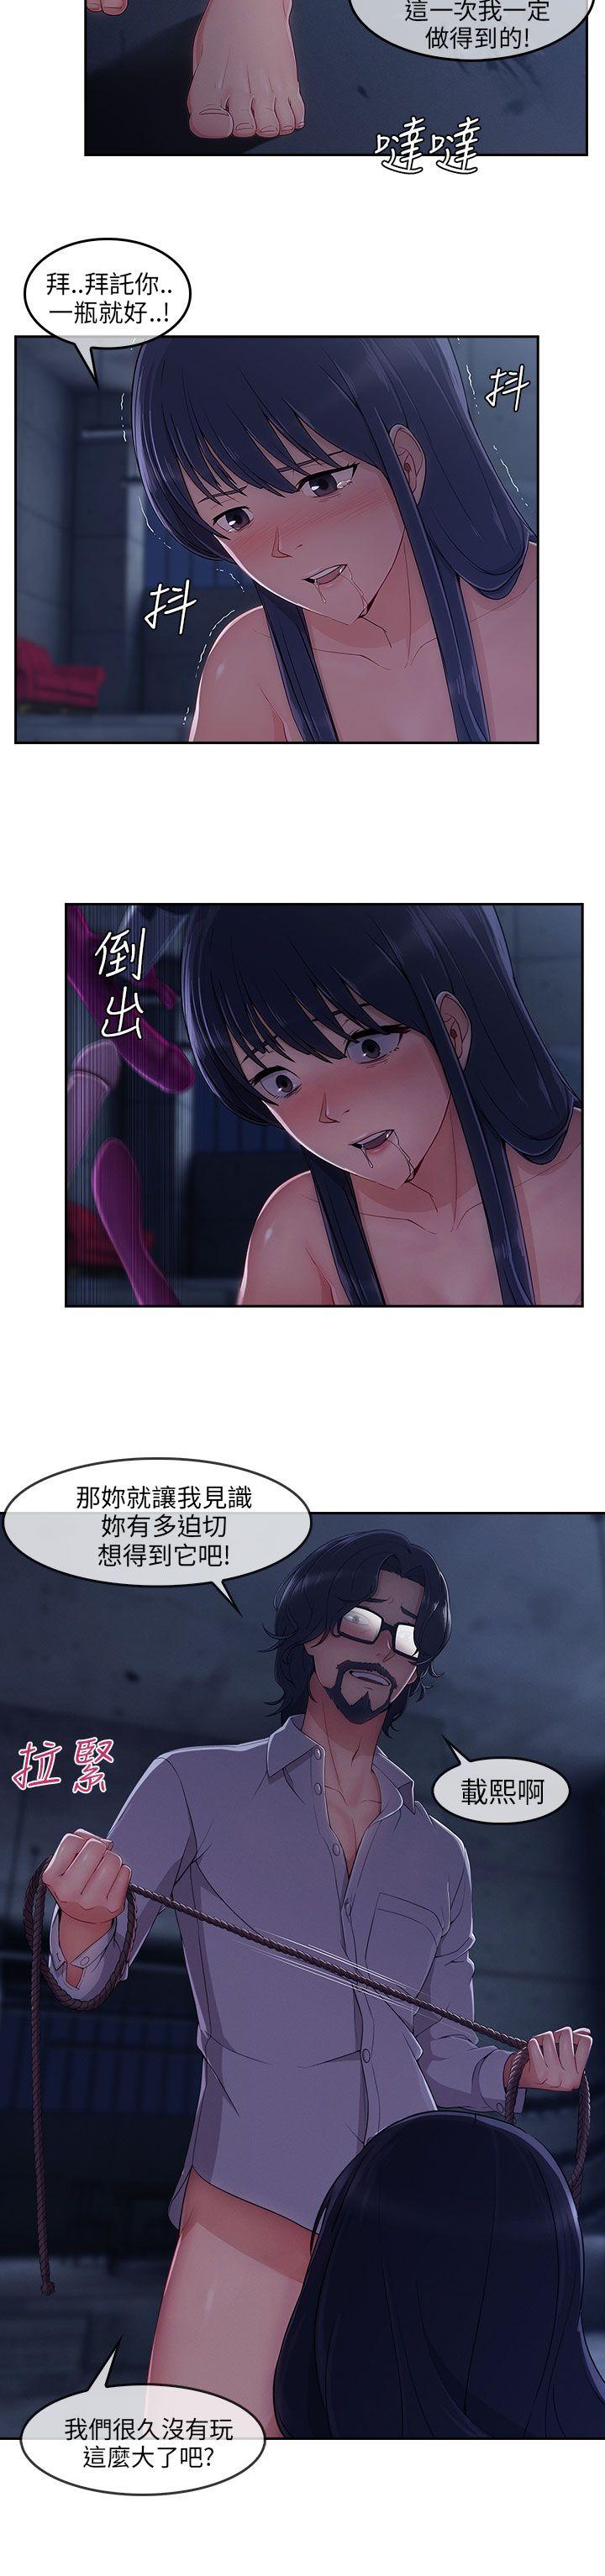 這一次我一定
做得到的!
噠噠
拜..拜託你..
一瓶就好..!
抖
抖
倒
出
那妳就讓我見識
妳有多迫切
想得到它吧!
拉緊
載熙啊
我們很久沒有玩
這麼大了吧?